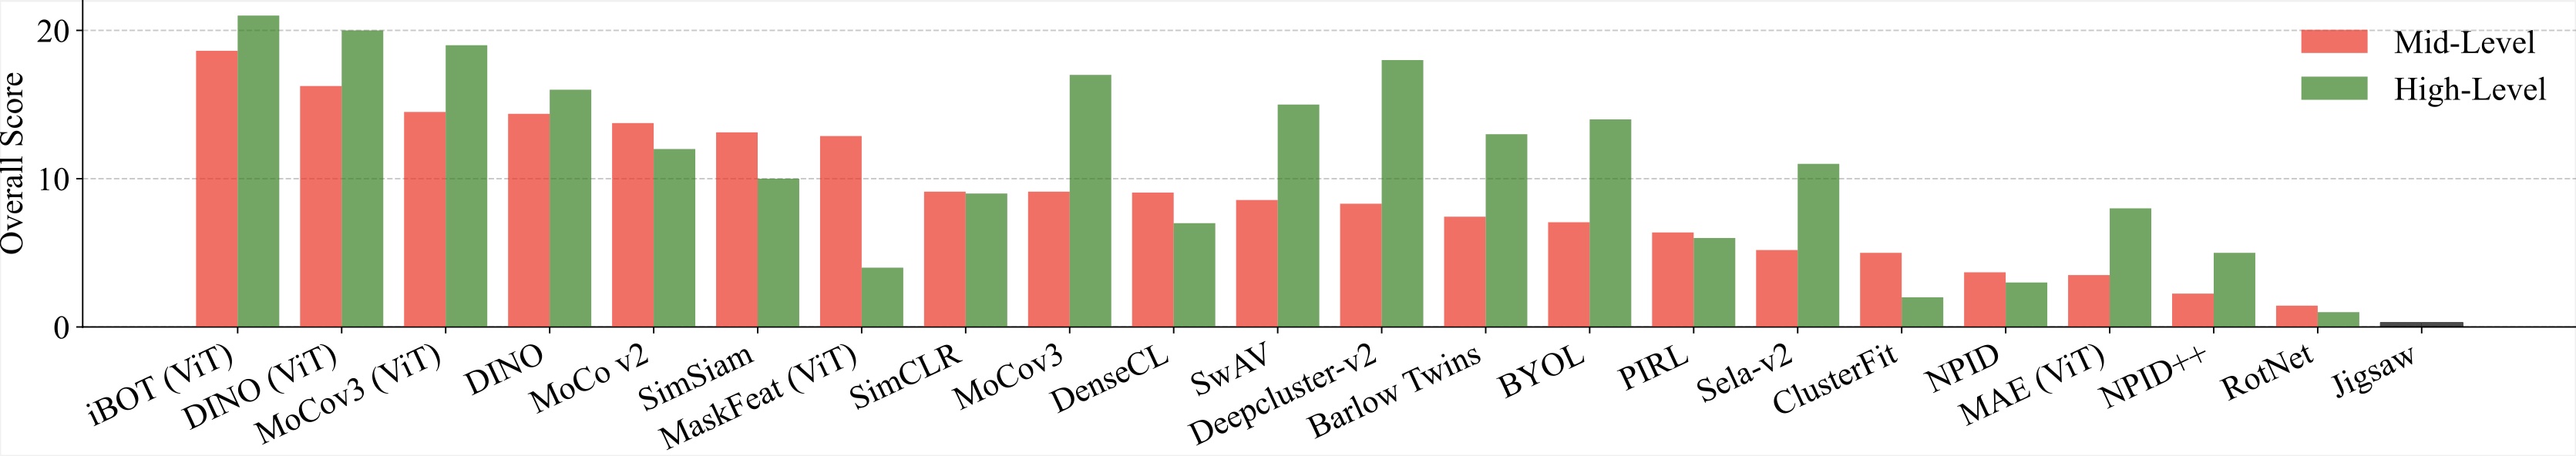 Overall Score
20
10
0
Mid-Level
High-Level
iBOT (ViT)
DINO (ViT)
MoCov3 (ViT)
DINO
MoCo v2
SimSiam
MaskFeat (ViT)
SimCLR
MoCov3
DenseCL
SwAV
Deepcluster-v2
Barlow Twins
BYOL
PIRL
Sela-v2
ClusterFit
NPID
MAE (ViT)
NPID++
RotNet
Jigsaw